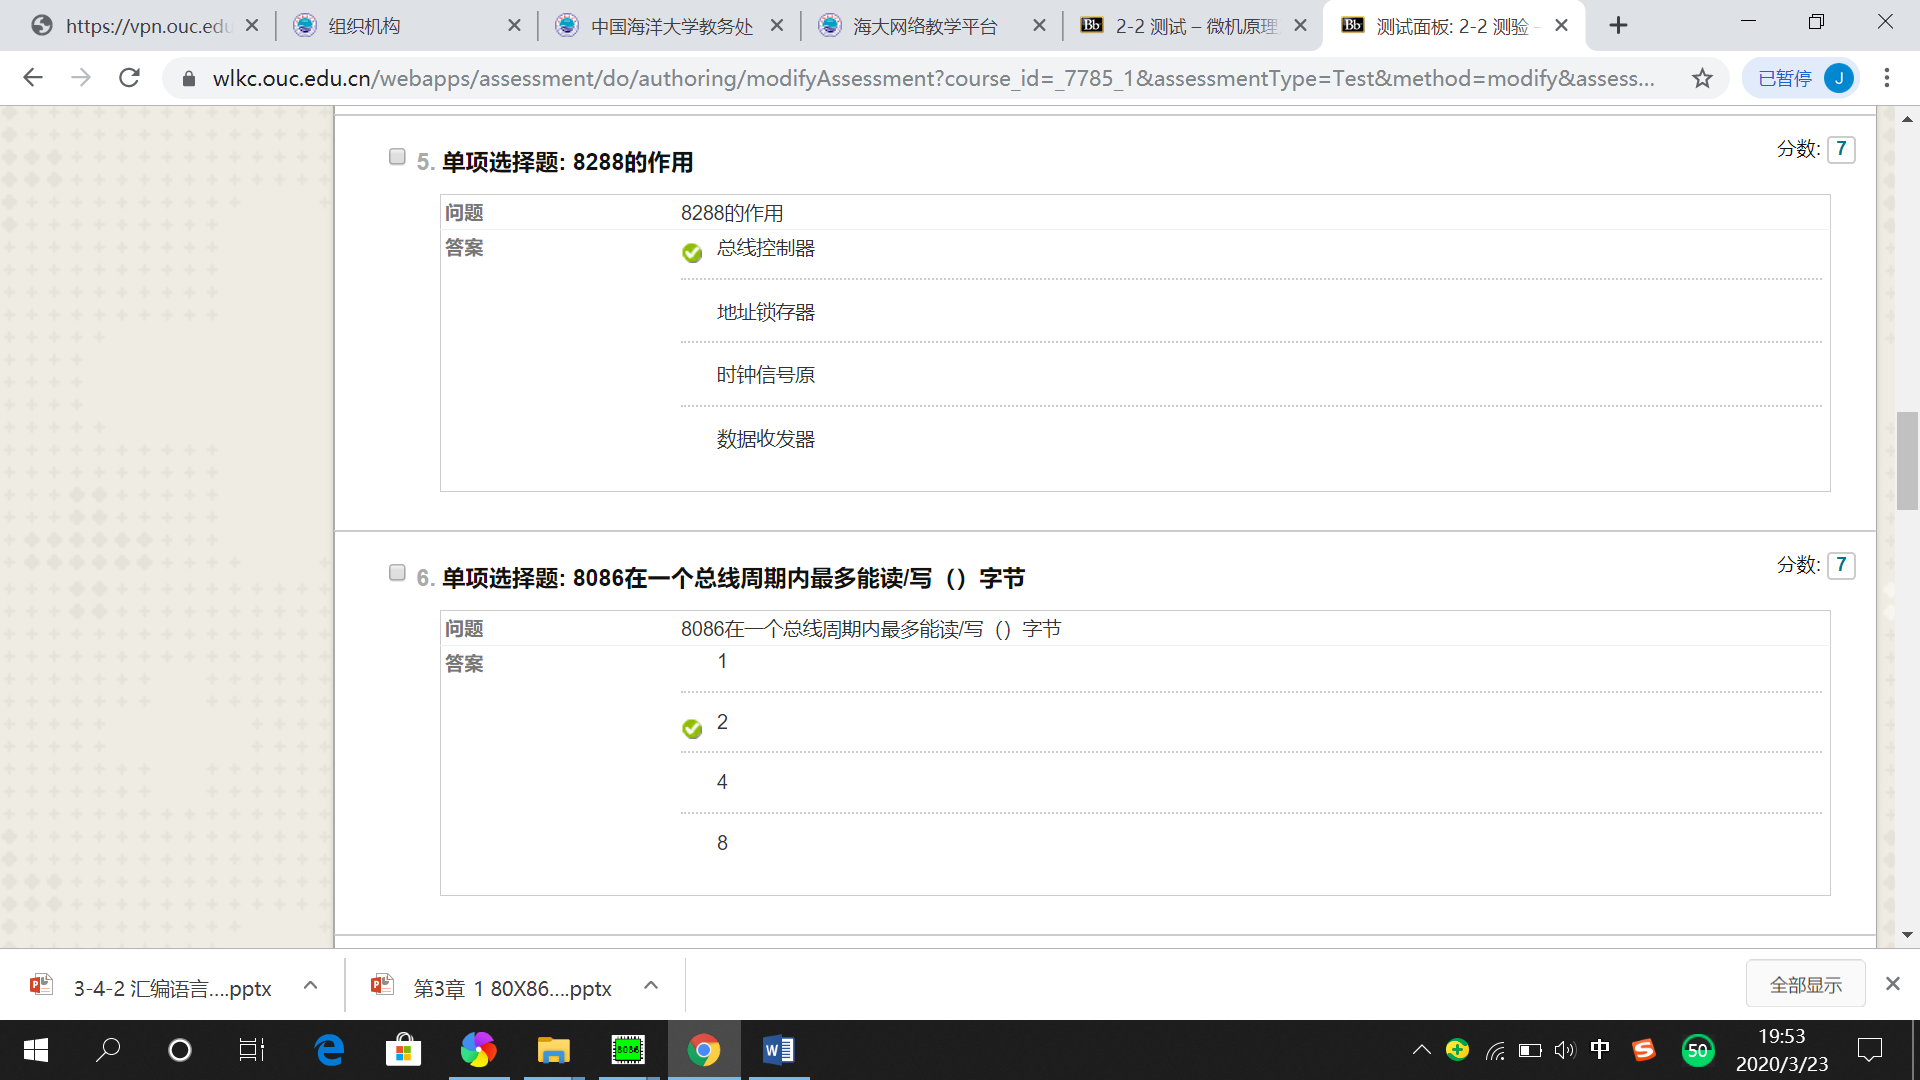 https://vpn.ouc.edu
组织机构
中国海洋大学教务处
海大网络教学平台
Bb 2-2 测试 – 微机原理
Bb 测试面板: 2-2 测验 –
wlkc.ouc.edu.cn/webapps/assessment/do/authoring/modifyAssessment?course_id=_7785_1&assessmentType=Test&method=modify&assess...
已暂停 J
5. 单项选择题: 8288的作用
分数: 7
问题 8288的作用
答案 总线控制器
地址锁存器
时钟信号原
数据收发器
6. 单项选择题: 8086在一个总线周期内最多能读/写（）字节
分数: 7
问题 8086在一个总线周期内最多能读/写（）字节
答案 1
2
4
8
3-4-2 汇编语言....pptx
第3章 1 80X86....pptx
全部显示
8086
中
50
19:53
2020/3/23